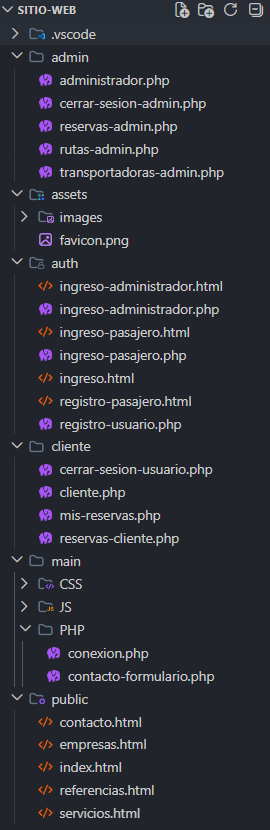 SITIO-WEB
.vscode
admin
administrador.php
cerrar-sesion-admin.php
reservas-admin.php
rutas-admin.php
transportadoras-admin.php
assets
images
favicon.png
auth
ingreso-administrador.html
ingreso-administrador.php
ingreso-pasajero.html
ingreso-pasajero.php
ingreso.html
registro-pasajero.html
registro-usuario.php
cliente
cerrar-sesion-usuario.php
cliente.php
mis-reservas.php
reservas-cliente.php
main
CSS
JS
PHP
conexion.php
contacto-formulario.php
public
contacto.html
empresas.html
index.html
referencias.html
servicios.html